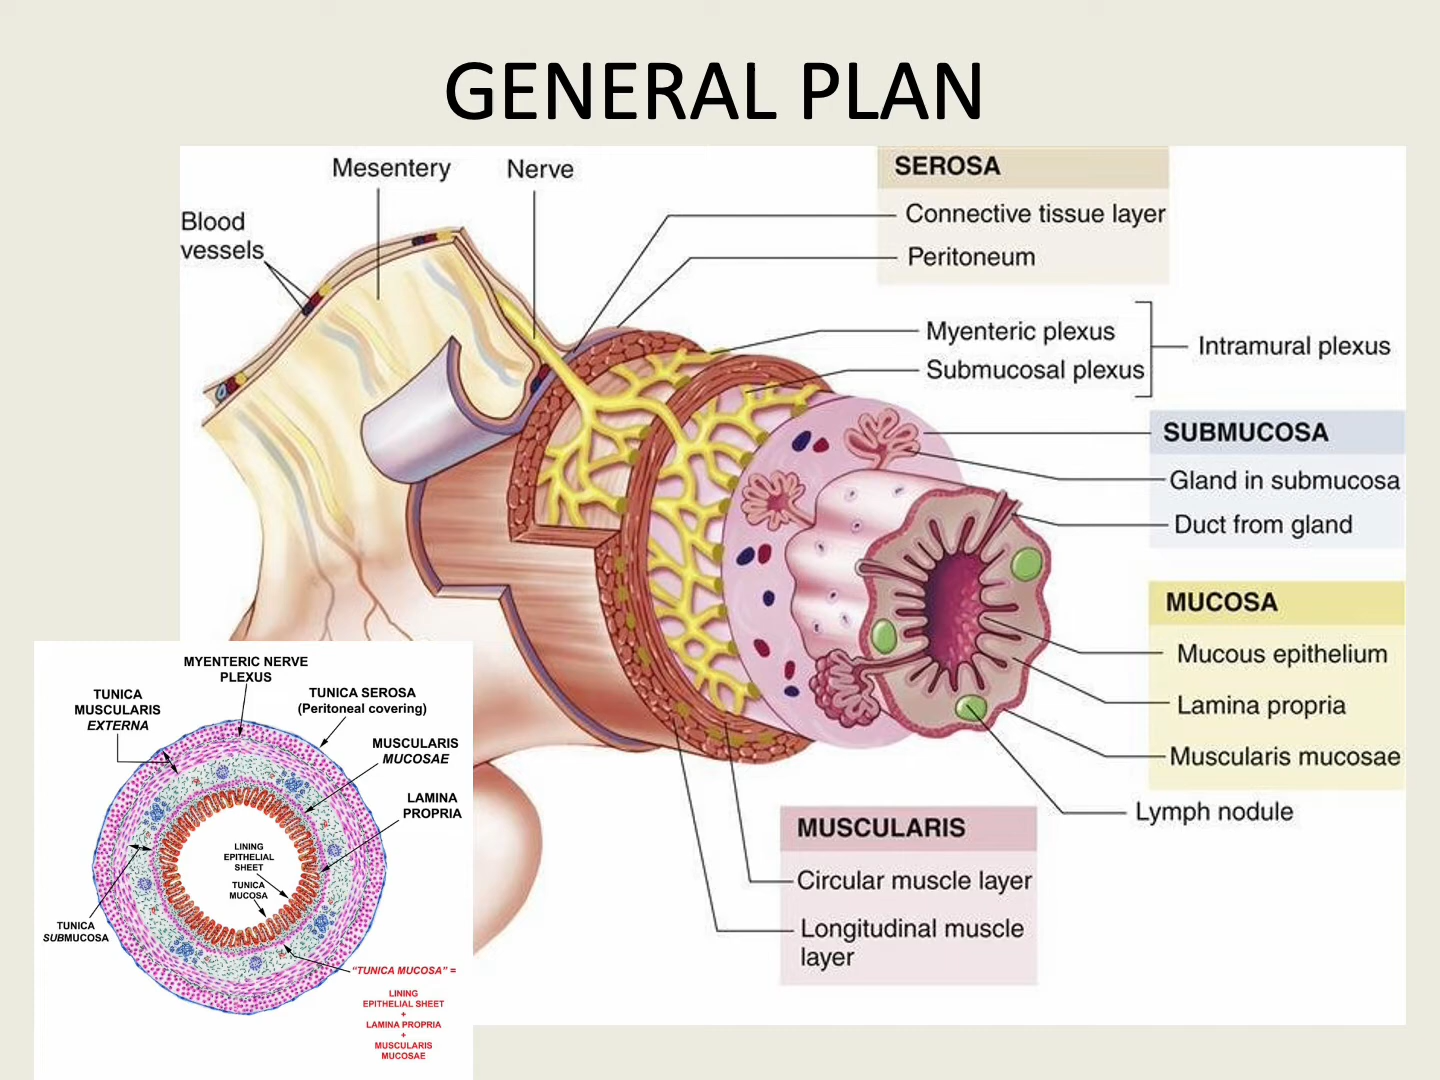 GENERAL PLAN
Mesentery
Nerve
Blood
vessels
SEROSA
Connective tissue layer
Peritoneum
Myenteric plexus
Submucosal plexus
Intramural plexus
SUBMUCOSA
Gland in submucosa
Duct from gland
MUCOSA
Mucous epithelium
Lamina propria
Muscularis mucosae
Lymph nodule
MUSCULARIS
Circular muscle layer
Longitudinal muscle
layer
MYENTERIC NERVE
PLEXUS
TUNICA
MUSCULARIS
EXTERNA
TUNICA SEROSA
(Peritoneal covering)
MUSCULARIS
MUCOSAE
LAMINA
PROPRIA
LINING
EPITHELIAL
SHEET
TUNICA
MUCOSA
TUNICA
SUBMUCOSA
“TUNICA MUCOSA” =
LINING
EPITHELIAL SHEET
+
LAMINA PROPRIA
+
MUSCULARIS
MUCOSAE